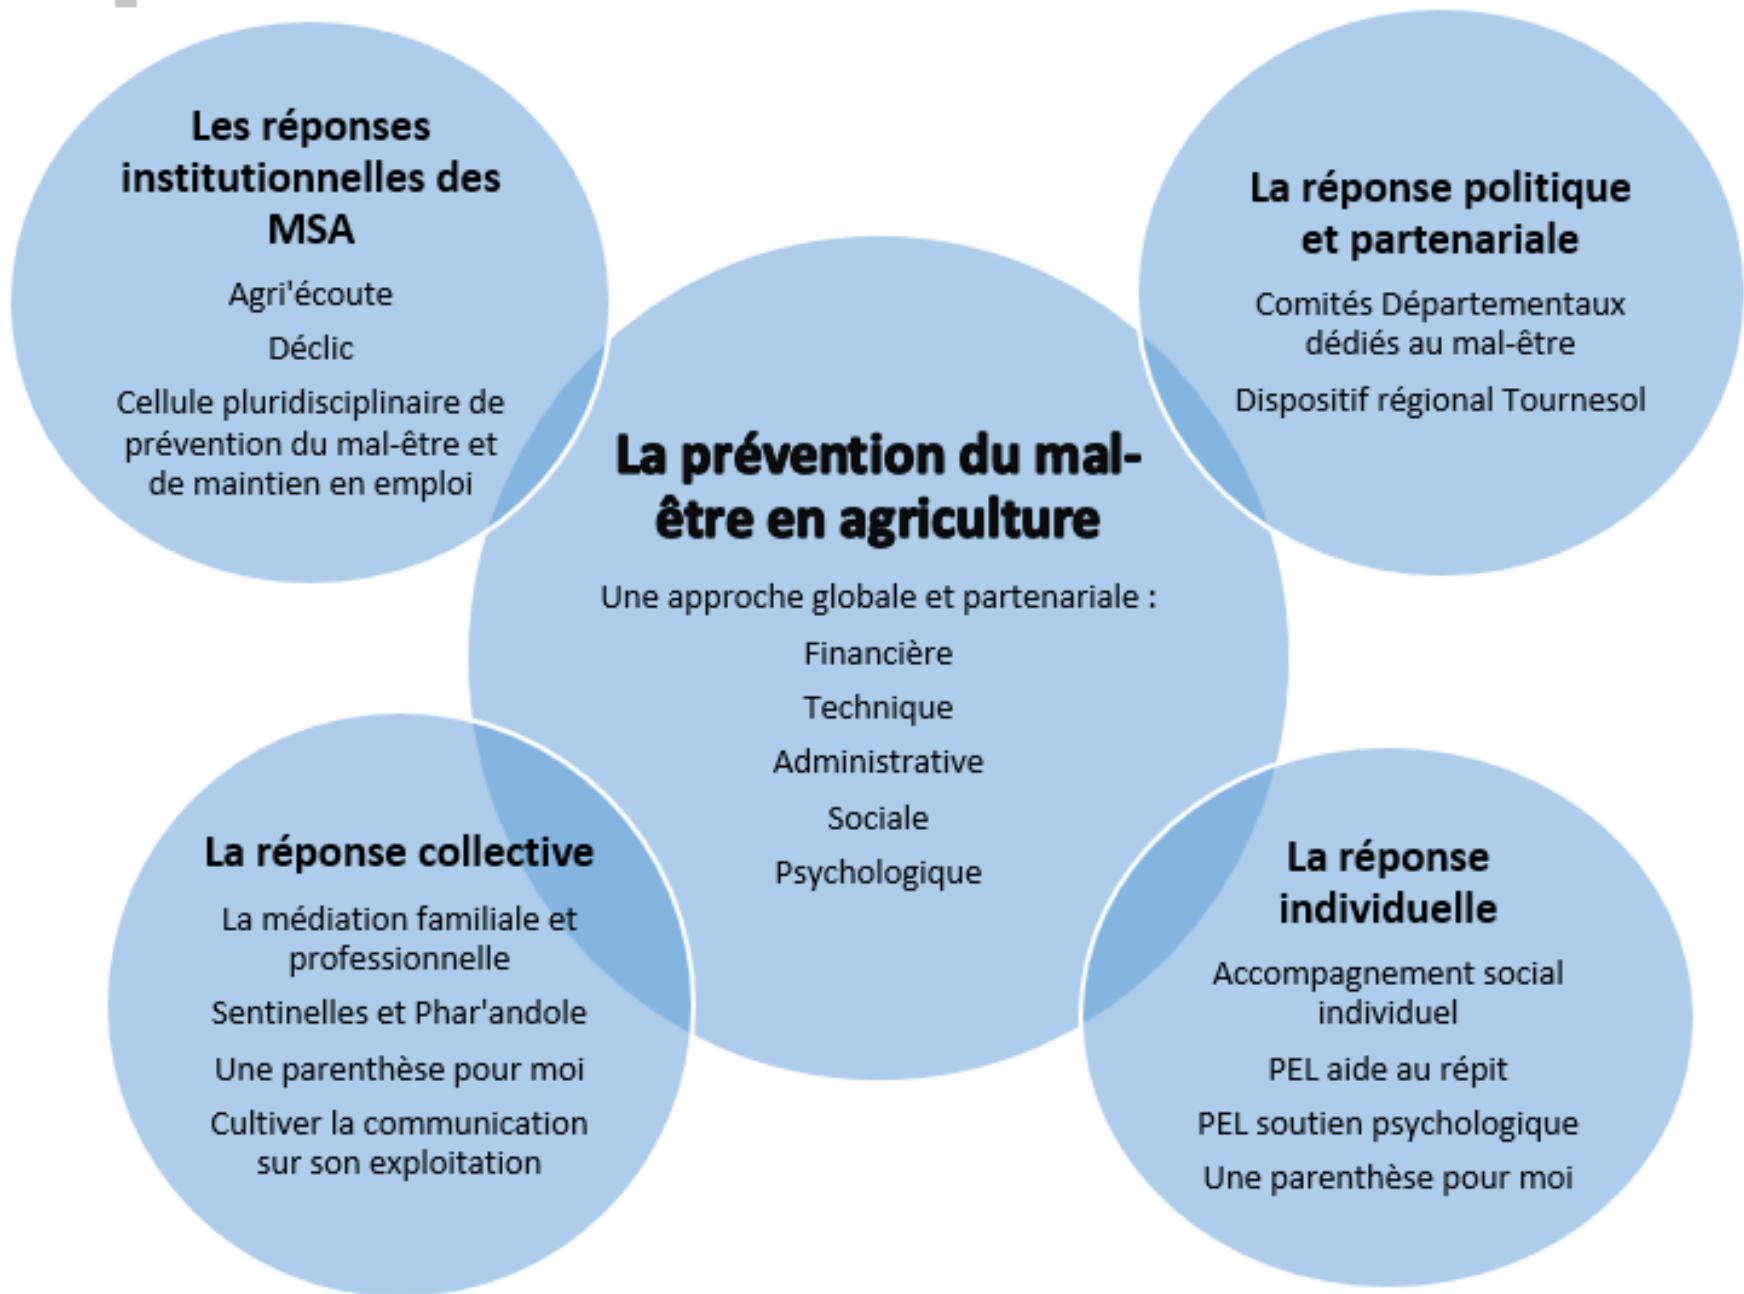 Les réponses
institutionnelles des
MSA
Agri'écoute
Déclic
Cellule pluridisciplinaire de
prévention du mal-être et
de maintien en emploi
La réponse politique
et partenariale
Comités Départementaux
dédiés au mal-être
Dispositif régional Tournesol
La prévention du mal-
être en agriculture
Une approche globale et partenariale :
Financière
Technique
Administrative
Sociale
Psychologique
La réponse collective
La médiation familiale et
professionnelle
Sentinelles et Phar'andole
Une parenthèse pour moi
Cultiver la communication
sur son exploitation
La réponse
individuelle
Accompagnement social
individuel
PEL aide au répit
PEL soutien psychologique
Une parenthèse pour moi